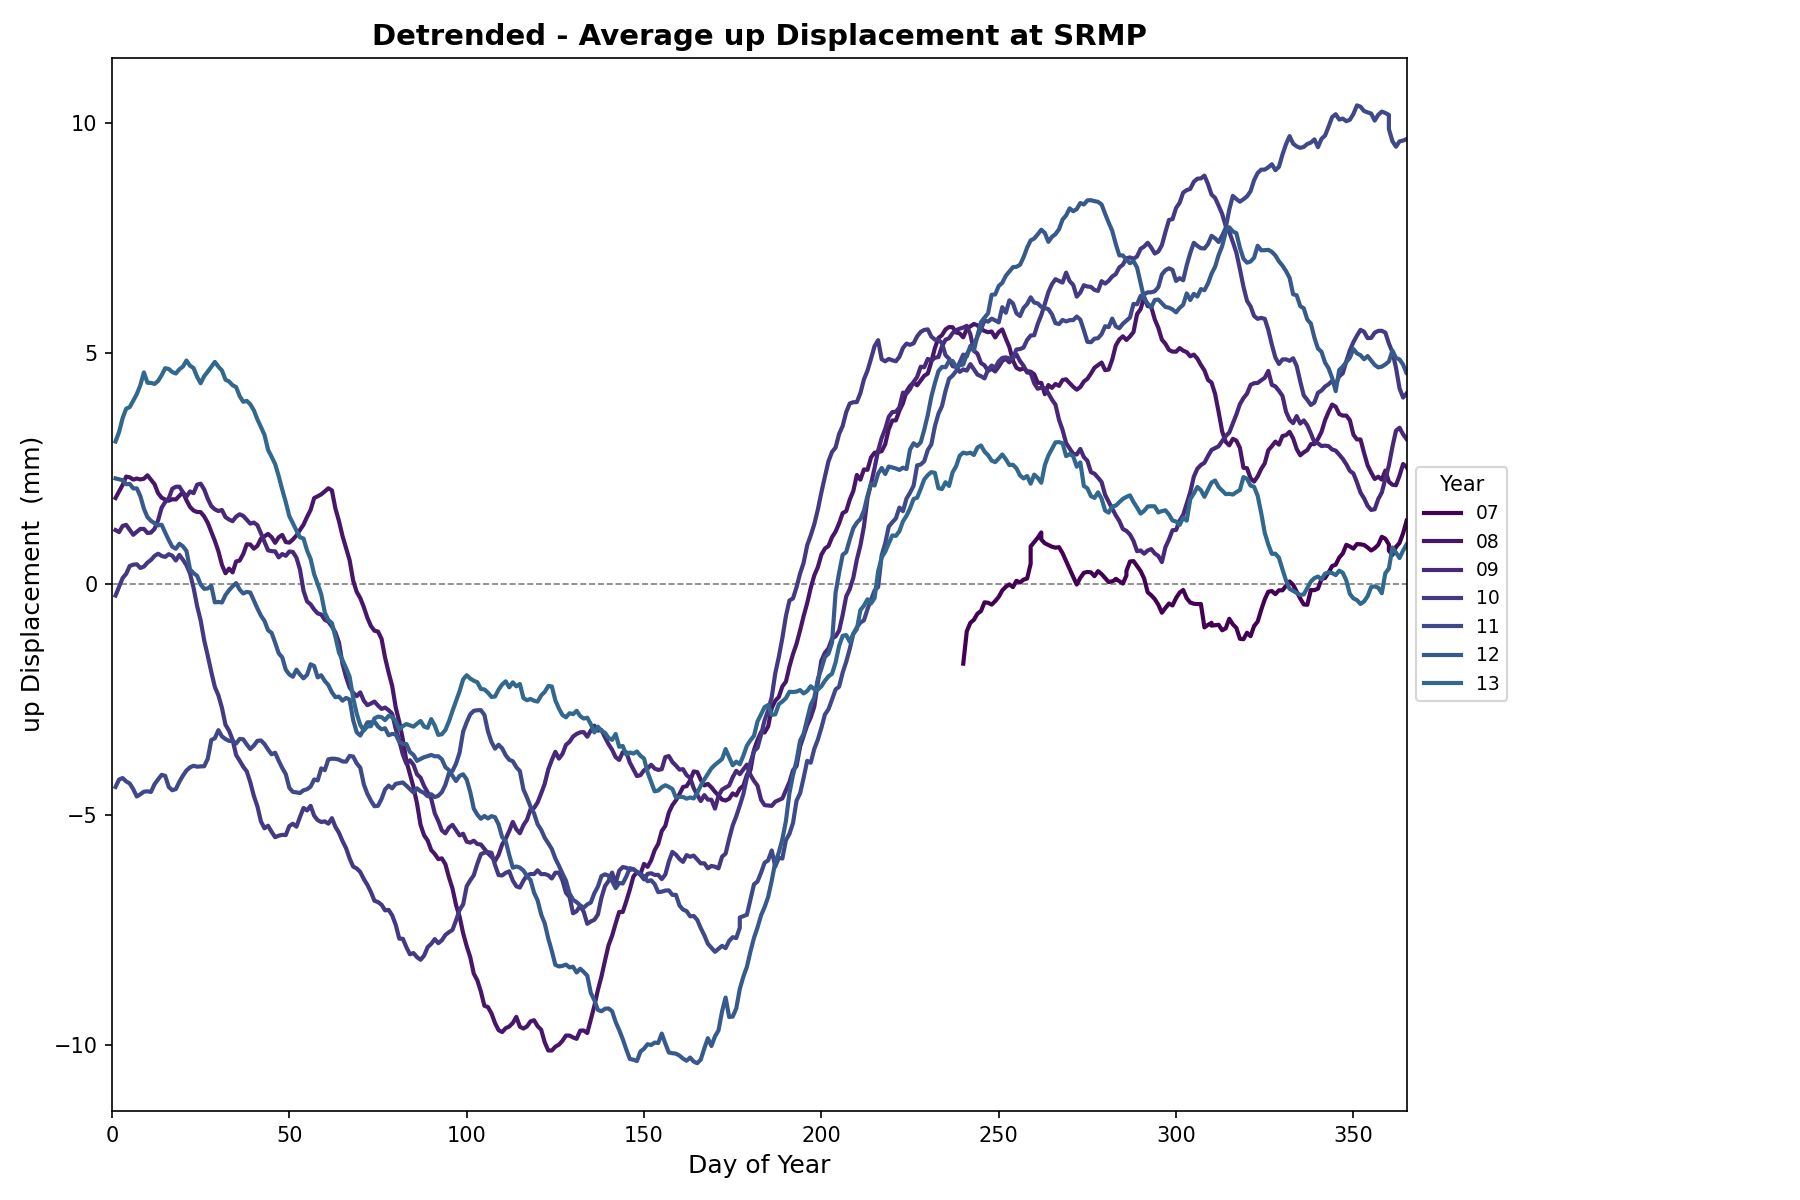 Detrended - Average up Displacement at SRMP
up Displacement  (mm)
10
5
0
−5
−10
0 50 100 150 200 250 300 350
Day of Year
Year
07
08
09
10
11
12
13